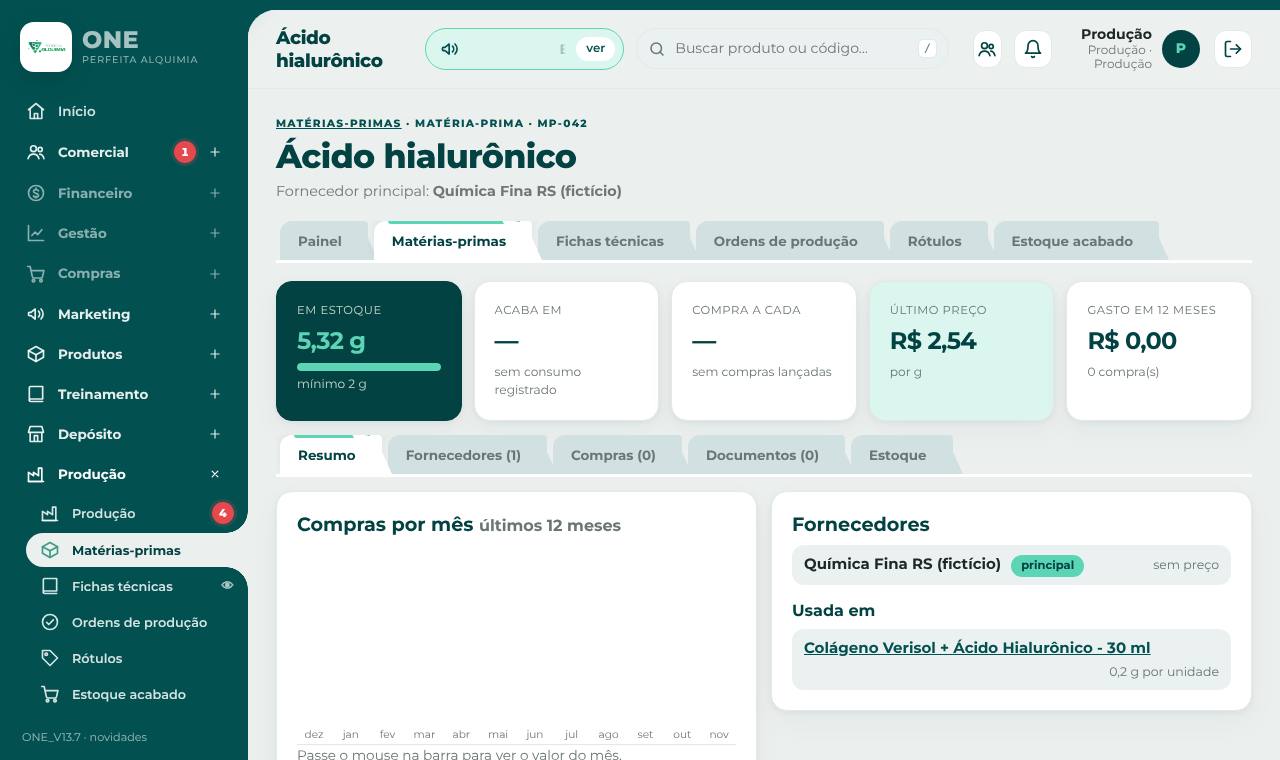 ONE
PERFEITA ALQUIMIA
Início
Comercial 1 +
Financeiro +
Gestão +
Compras +
Marketing +
Produtos +
Treinamento +
Depósito +
Produção ×
Produção 4
Matérias-primas
Fichas técnicas
Ordens de produção
Rótulos
Estoque acabado
ONE_V13.7 · novidades
Ácido
hialurônico
ver
Buscar produto ou código... /
Produção
Produção ·
Produção
P
MATÉRIAS-PRIMAS · MATÉRIA-PRIMA · MP-042
Ácido hialurônico
Fornecedor principal: Química Fina RS (fictício)
Painel Matérias-primas Fichas técnicas Ordens de produção Rótulos Estoque acabado
EM ESTOQUE
5,32 g
mínimo 2 g
ACABA EM
—
sem consumo
registrado
COMPRA A CADA
—
sem compras lançadas
ÚLTIMO PREÇO
R$ 2,54
por g
GASTO EM 12 MESES
R$ 0,00
0 compra(s)
Resumo Fornecedores (1) Compras (0) Documentos (0) Estoque
Compras por mês últimos 12 meses
dez jan fev mar abr mai jun jul ago set out nov
Passe o mouse na barra para ver o valor do mês.
Fornecedores
Química Fina RS (fictício) principal sem preço
Usada em
Colágeno Verisol + Ácido Hialurônico - 30 ml
0,2 g por unidade